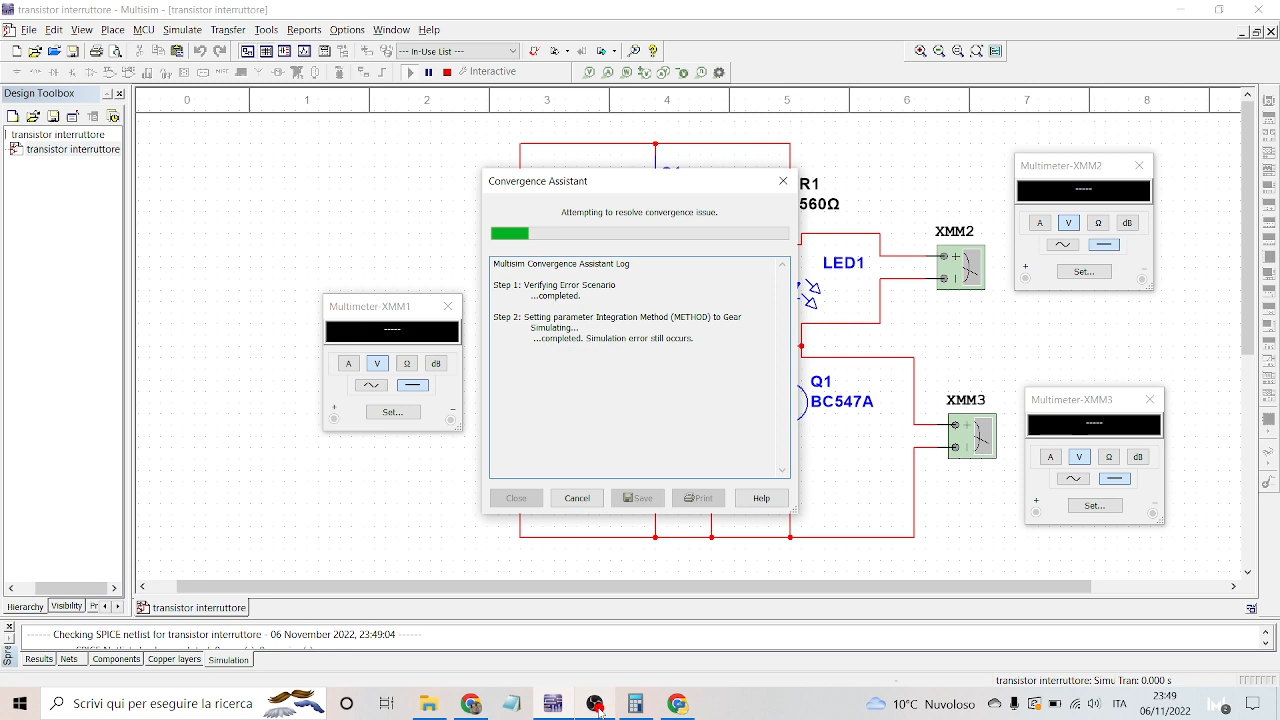 transistor interruttore - Multisim - [transistor interruttore]
File Edit View Place MCU Simulate Transfer Tools Reports Options Window Help
--- In-Use List ---
Interactive
Design Toolbox
transistor interruttore
transistor interruttore
0 1 2 3 4 5 6 7 8
R1
560Ω
XMM2
LED1
Q1
BC547A
XMM3
Multimeter-XMM1
-----
A V Ω dB
+ Set... -
Multimeter-XMM2
-----
A V Ω dB
+ Set... -
Multimeter-XMM3
-----
A V Ω dB
+ Set... -
Convergence Assistant
Attempting to resolve convergence issue.
Multisim Convergence Assistant Log
Step 1: Verifying Error Scenario
...completed.
Step 2: Setting parameter Integration Method (METHOD) to Gear
Simulating...
...completed. Simulation error still occurs.
Close Cancel Save Print Help
Hierarchy Visibility Pr
transistor interruttore
------ Checking SPICE netlist for transistor interruttore - 06 November 2022, 23:49:04 ------
Results Nets Components Copper layers Simulation
transistor interruttore: Simu Tran: 0.000 s
Scrivi qui per eseguire la ricerca
10°C Nuvoloso
ITA
23:49
06/11/2022
2